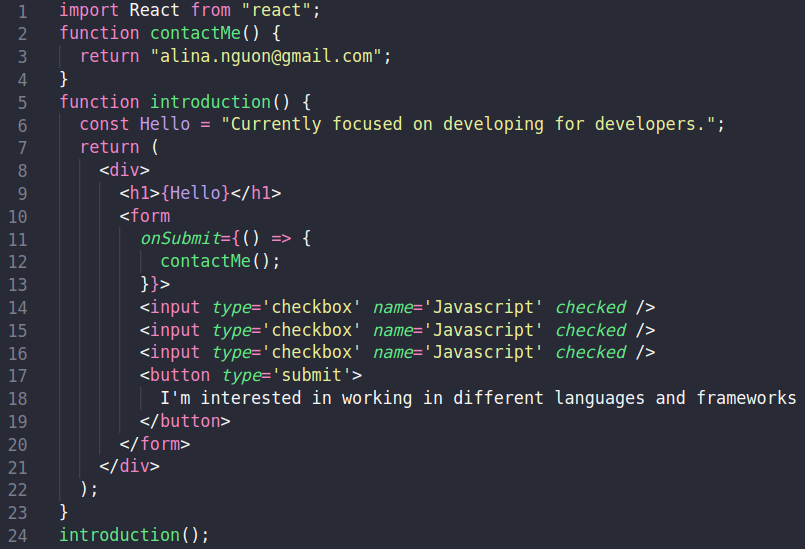 1 import React from "react";
2 function contactMe() {
3 return "alina.nguon@gmail.com";
4 }
5 function introduction() {
6 const Hello = "Currently focused on developing for developers.";
7 return (
8 <div>
9 <h1>{Hello}</h1>
10 <form
11 onSubmit={() => {
12 contactMe();
13 }}>
14 <input type='checkbox' name='Javascript' checked />
15 <input type='checkbox' name='Javascript' checked />
16 <input type='checkbox' name='Javascript' checked />
17 <button type='submit'>
18 I'm interested in working in different languages and frameworks
19 </button>
20 </form>
21 </div>
22 );
23 }
24 introduction();